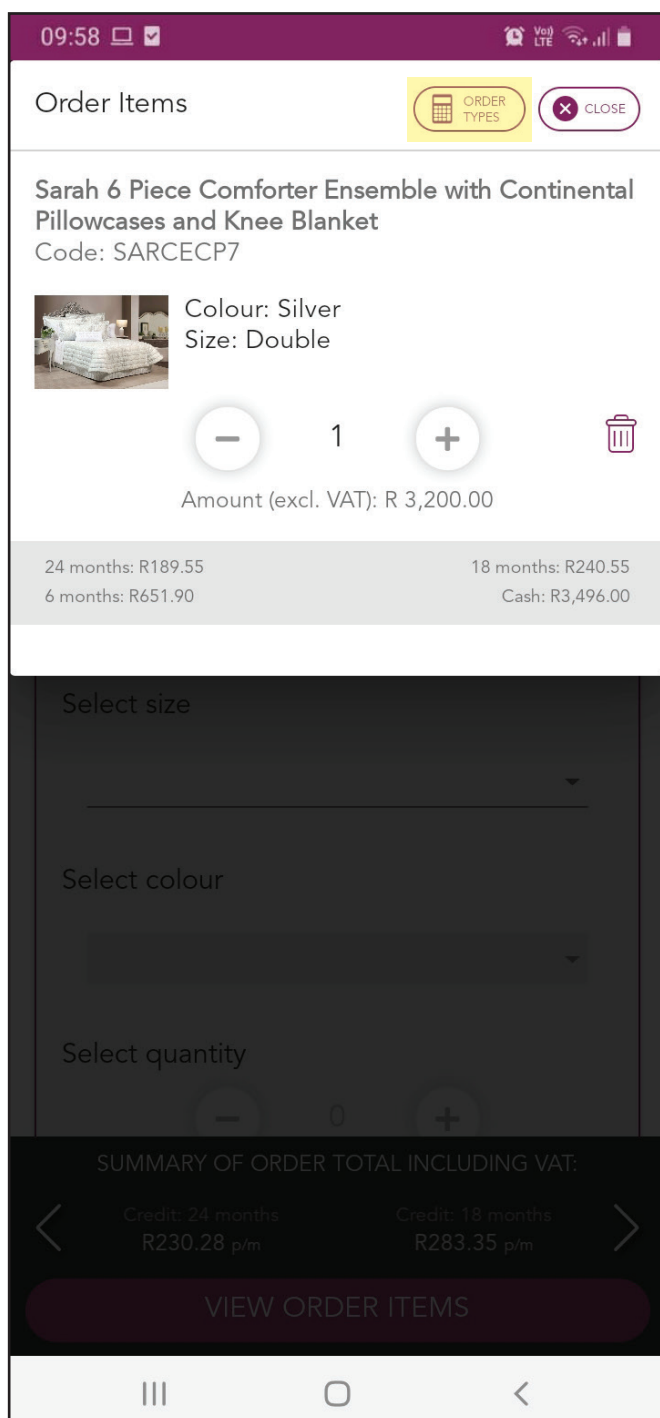 09:58
Vo)) LTE
Order Items
ORDER TYPES
CLOSE
Sarah 6 Piece Comforter Ensemble with Continental
Pillowcases and Knee Blanket
Code: SARCECP7
Colour: Silver
Size: Double
1
Amount (excl. VAT): R 3,200.00
24 months: R189.55
18 months: R240.55
6 months: R651.90
Cash: R3,496.00
Select size
Select colour
Select quantity
0
SUMMARY OF ORDER TOTAL INCLUDING VAT:
Credit: 24 months
Credit: 18 months
R230.28 p/m
R283.35 p/m
VIEW ORDER ITEMS